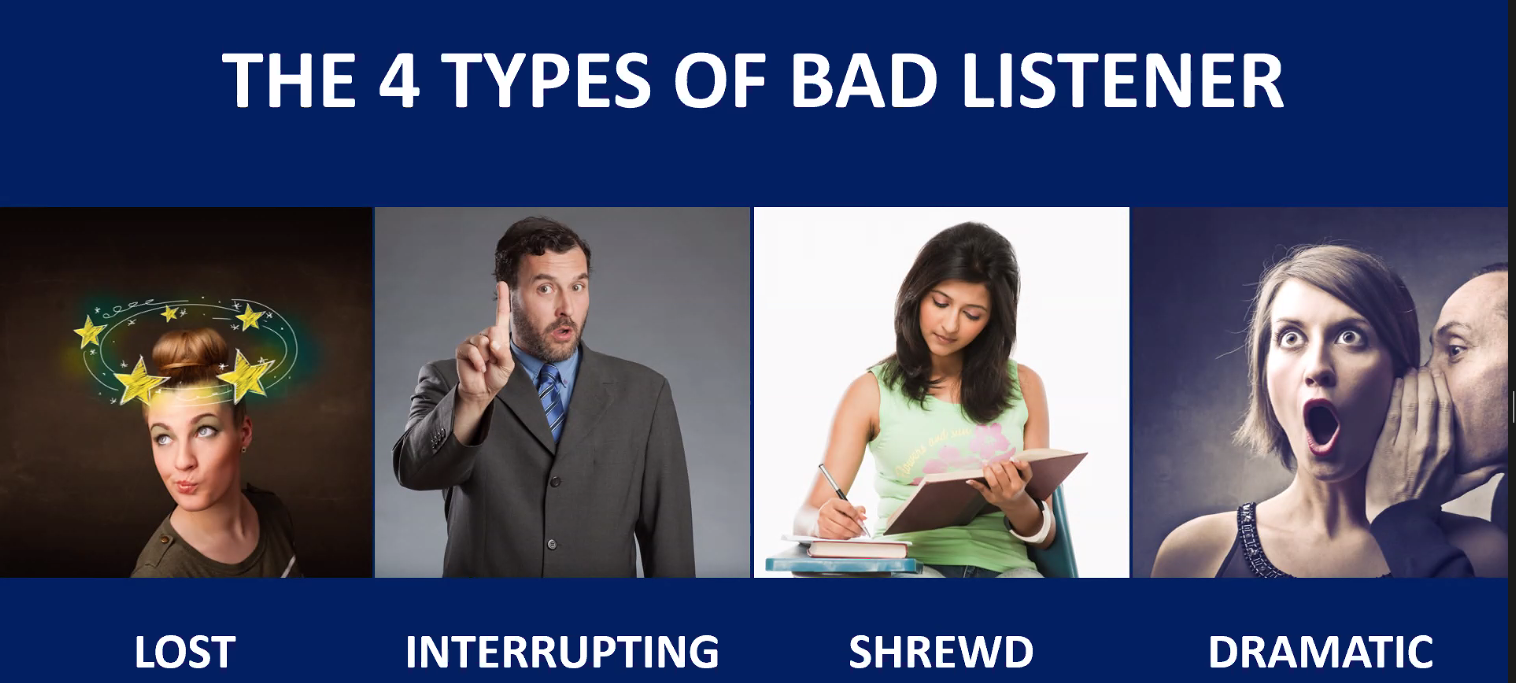 THE 4 TYPES OF BAD LISTENER
LOST
INTERRUPTING
SHREWD
DRAMATIC